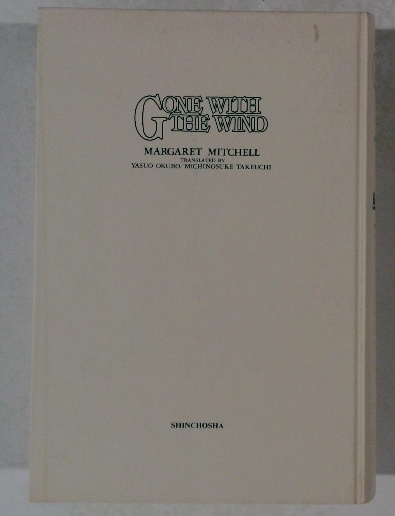 GONE WITH
THE WIND
MARGARET MITCHELL
TRANSLATED BY
YASUO OKUBO MICHINOSUKE TAKEUCHI
SHINCHOSHA